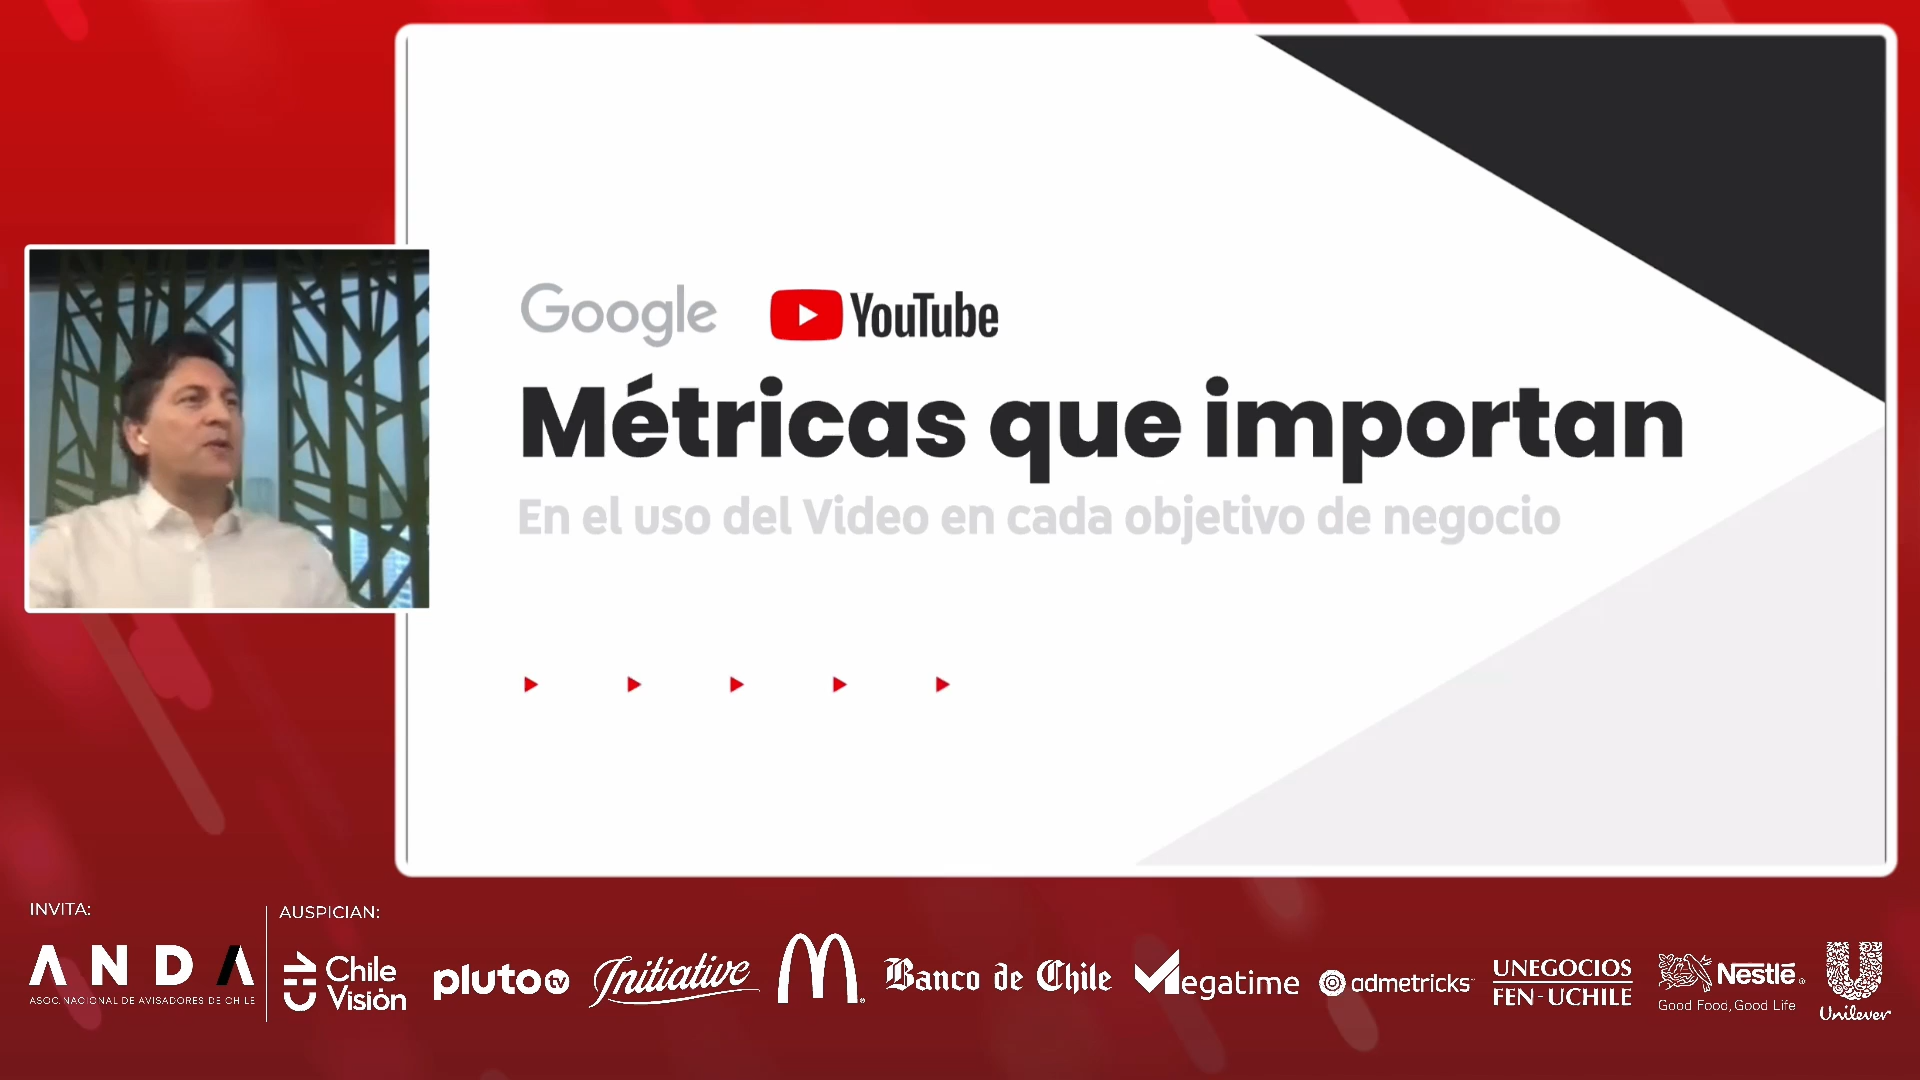 Google YouTube
Métricas que importan
En el uso del Video en cada objetivo de negocio
INVITA:
ANDA
ASOC. NACIONAL DE AVISADORES DE CHILE
AUSPICIAN:
CHV
Chile
Visión
pluto tv
Initiative
M
Banco de Chile
Megatime
admetricks
UNEGOCIOS
FEN-UCHILE
Nestlé
Good Food, Good Life
Unilever